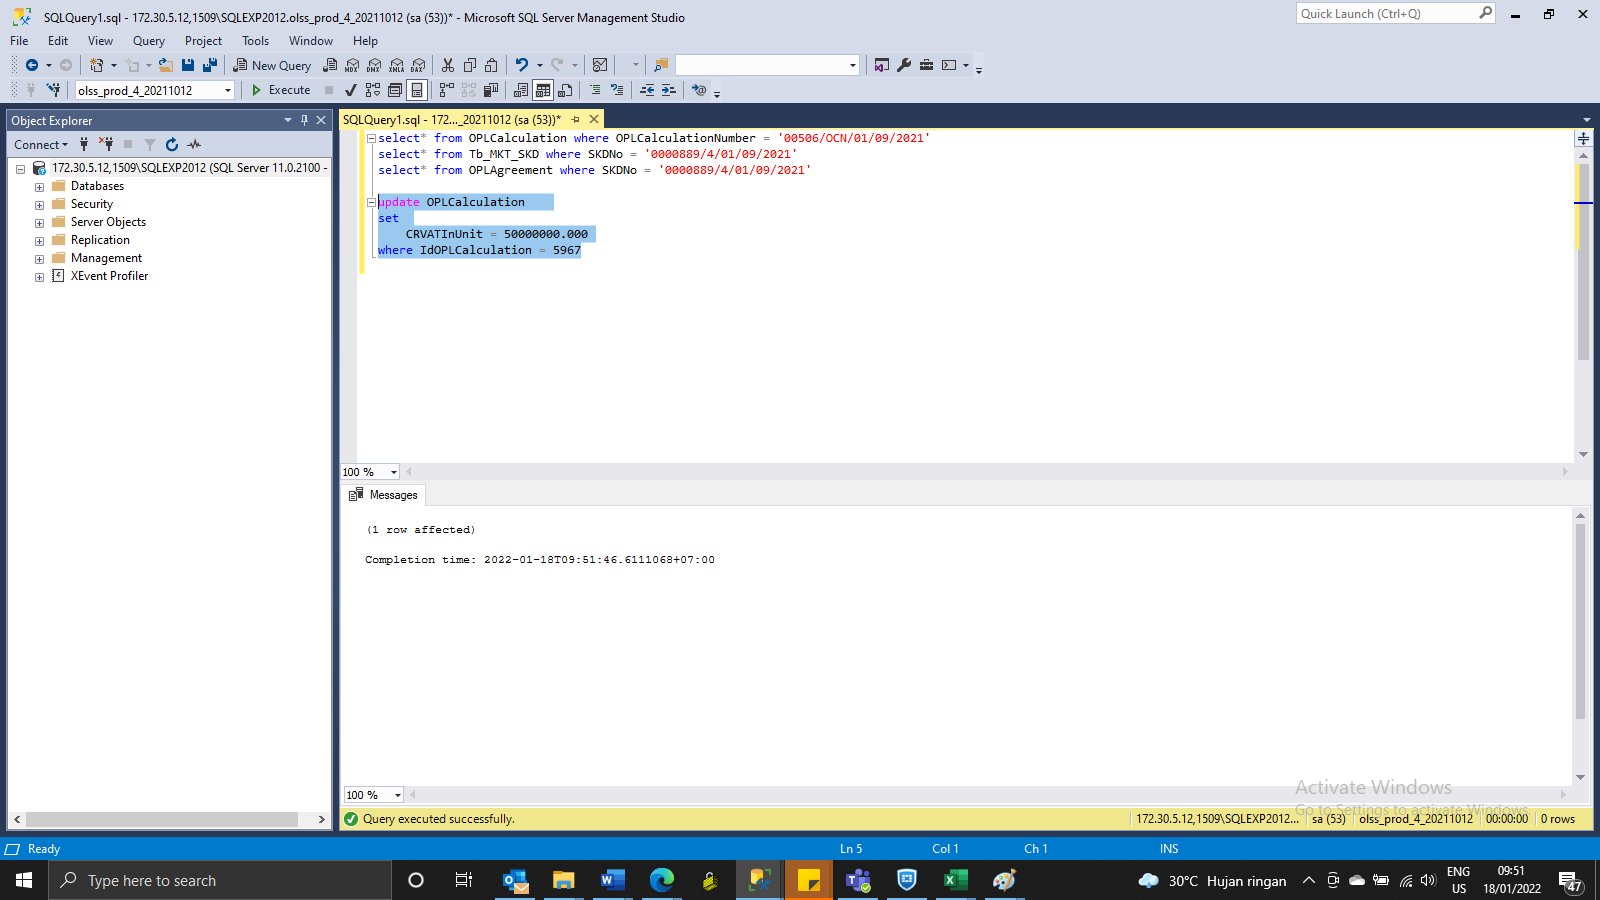 SQLQuery1.sql - 172.30.5.12,1509\SQLEXP2012.olss_prod_4_20211012 (sa (53))* - Microsoft SQL Server Management Studio
Quick Launch (Ctrl+Q)
File Edit View Query Project Tools Window Help
New Query
MDX DMX XMLA DAX
olss_prod_4_20211012
Execute
Object Explorer
Connect
172.30.5.12,1509\SQLEXP2012 (SQL Server 11.0.2100 -
Databases
Security
Server Objects
Replication
Management
XEvent Profiler
SQLQuery1.sql - 172..._20211012 (sa (53))*
select* from OPLCalculation where OPLCalculationNumber = '00506/OCN/01/09/2021'
select* from Tb_MKT_SKD where SKDNo = '0000889/4/01/09/2021'
select* from OPLAgreement where SKDNo = '0000889/4/01/09/2021'
update OPLCalculation
set
CRVATInUnit = 50000000.000
where IdOPLCalculation = 5967
100 %
Messages
(1 row affected)
Completion time: 2022-01-18T09:51:46.6111068+07:00
100 %
Activate Windows
Go to Settings to activate Windows.
Query executed successfully.
172.30.5.12,1509\SQLEXP2012... sa (53) olss_prod_4_20211012 00:00:00 0 rows
Ready
Ln 5 Col 1 Ch 1 INS
Type here to search
30°C Hujan ringan
ENG
US
09:51
18/01/2022
47